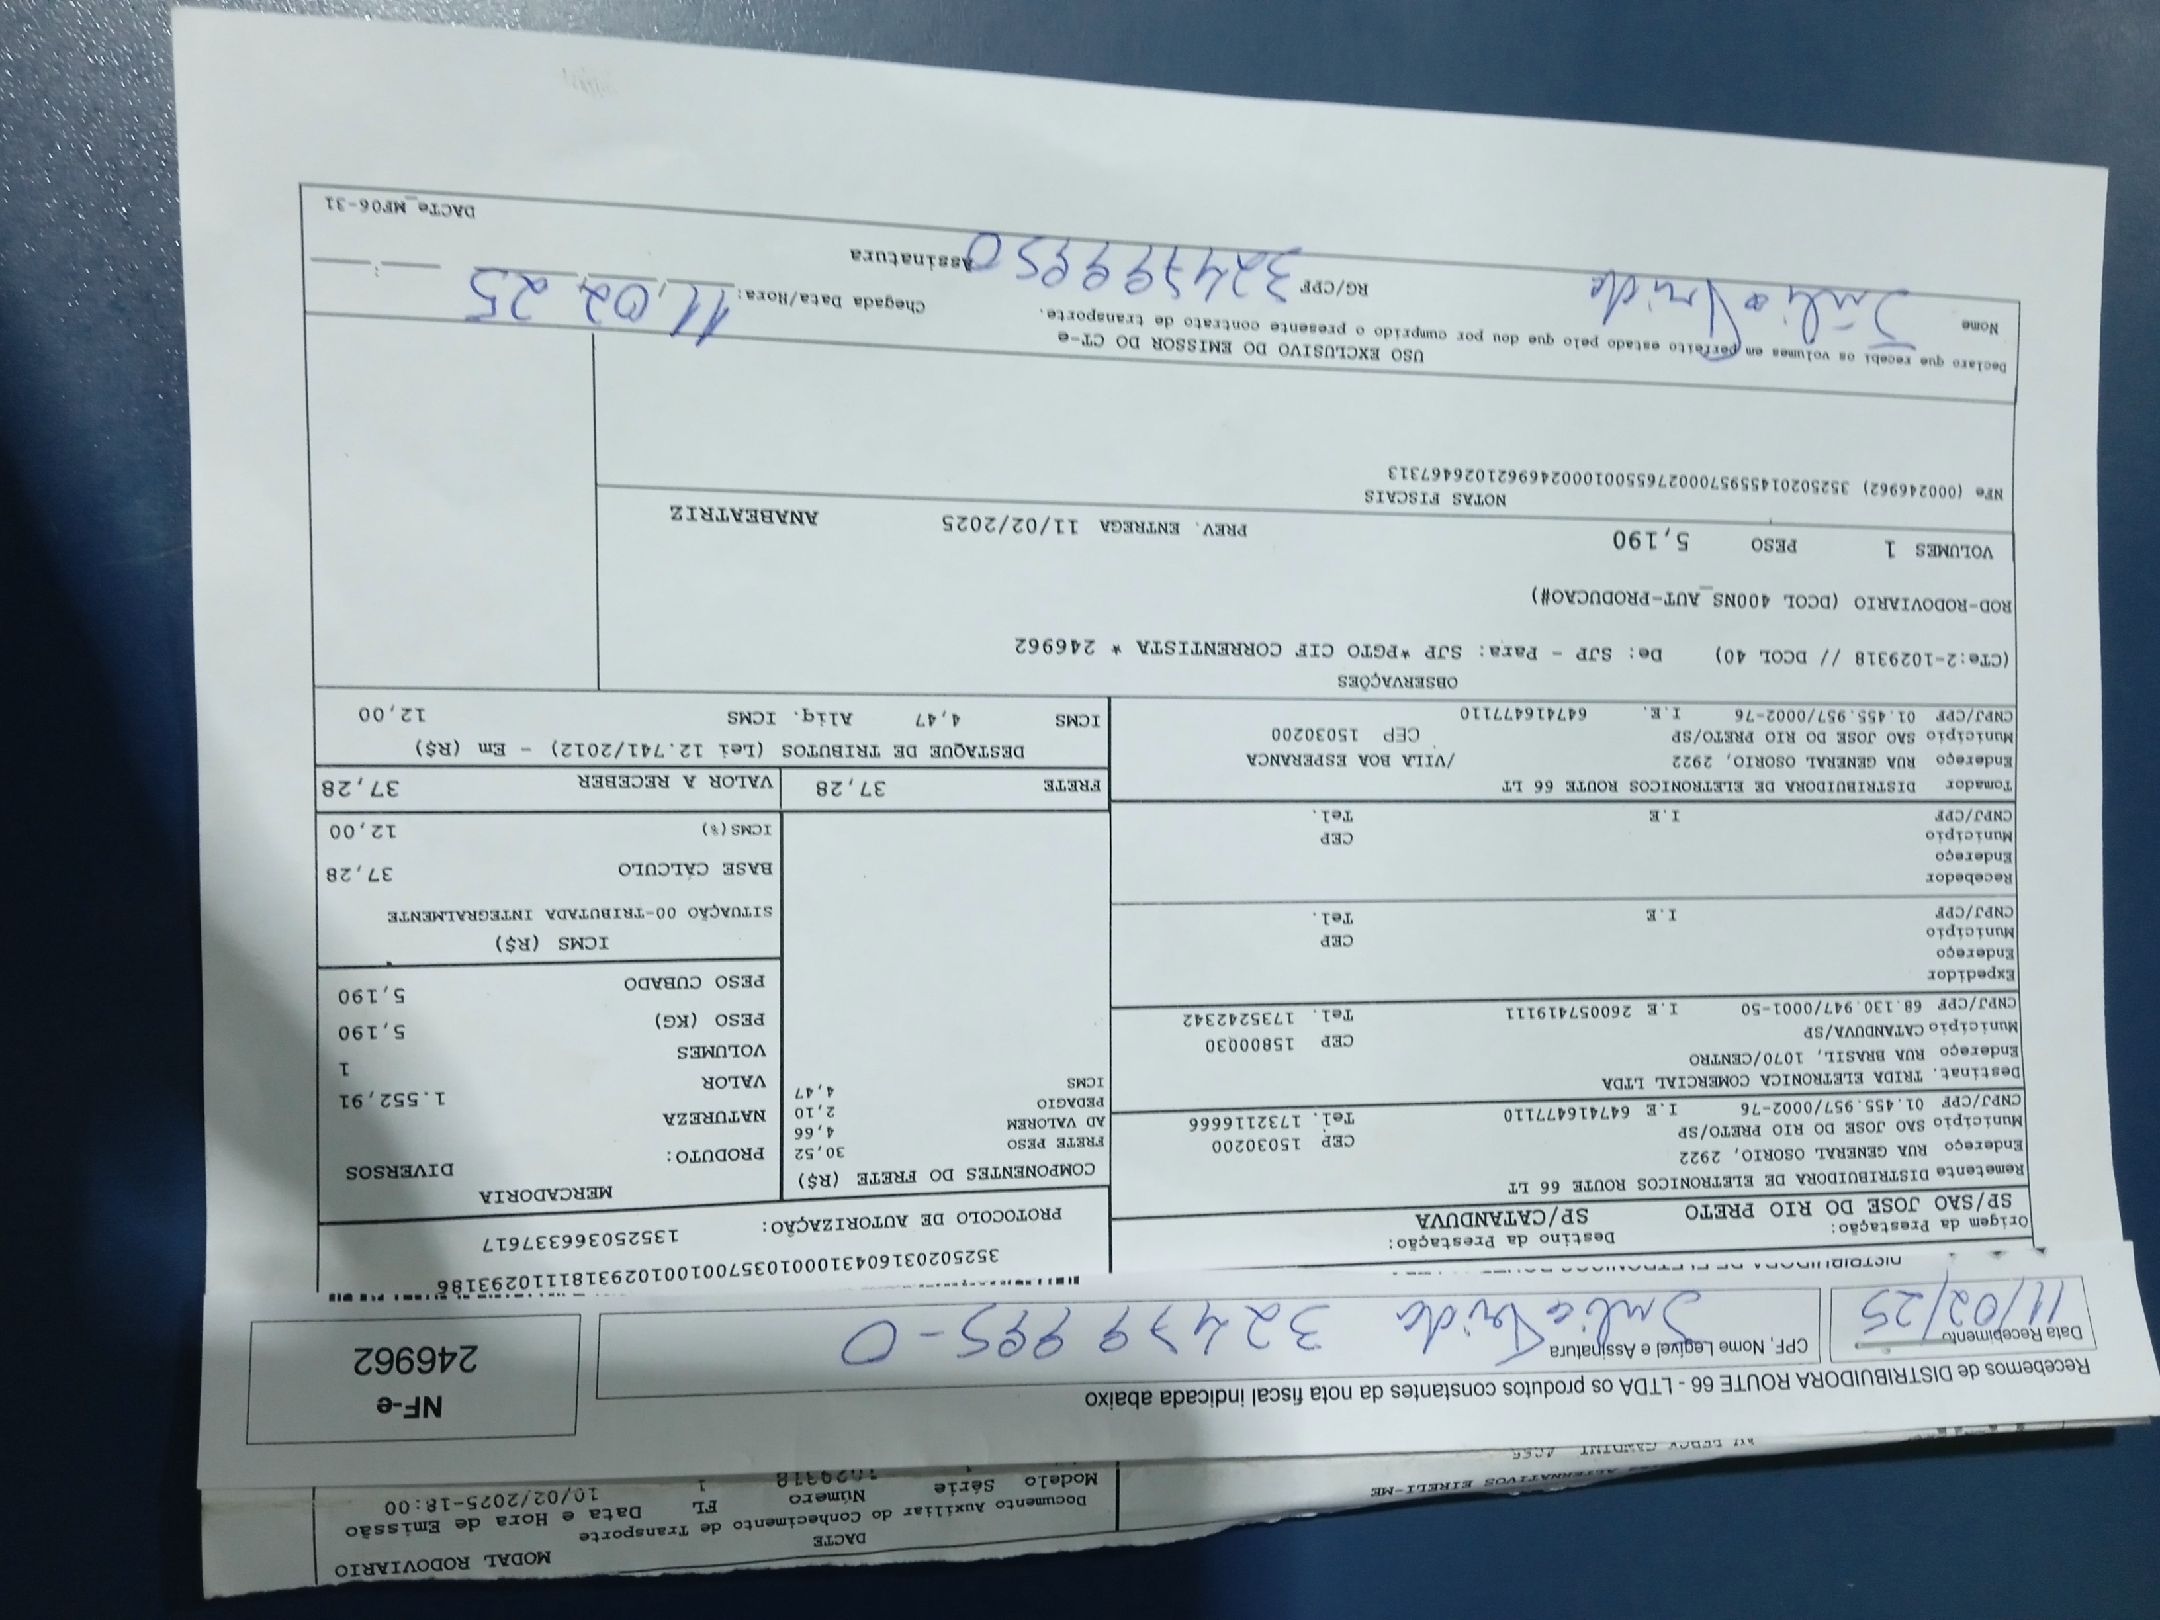 MODAL RODOVIARIO
DACTE
Documento Auxiliar do Conhecimento de Transporte
Modelo Série Número FL Data e Hora de Emissão
1029318 1 10/02/2025-18:00
ALTERNATIVOS EIRELI-ME
Recebemos de DISTRIBUIDORA ROUTE 66 - LTDA os produtos constantes da nota fiscal indicada abaixo
NF-e
246962
Data Recebimento
11/02/25
CPF, Nome Legível e Assinatura
32479995-0
352502031604310001035700100102931811110293186
PROTOCOLO DE AUTORIZAÇÃO: 135250366337617
Origem da Prestação: Destino da Prestação:
SP/SAO JOSE DO RIO PRETO SP/CATANDUVA
Remetente DISTRIBUIDORA DE ELETRONICOS ROUTE 66 LT
Endereço RUA GENERAL OSORIO, 2922 CEP 15030200
Município SAO JOSE DO RIO PRETO/SP Tel. 1732116666
CNPJ/CPF 01.455.957/0002-76 I.E 647416477110
Destinat. TRIDA ELETRONICA COMERCIAL LTDA
Endereço RUA BRASIL, 1070/CENTRO CEP 15800030
Município CATANDUVA/SP Tel. 1735242342
CNPJ/CPF 68.130.947/0001-50 I.E 260057419111
Expedidor
Endereço
Município CEP
CNPJ/CPF I.E Tel.
Recebedor
Endereço
Município CEP
CNPJ/CPF I.E Tel.
Tomador DISTRIBUIDORA DE ELETRONICOS ROUTE 66 LT
Endereço RUA GENERAL OSORIO, 2922 /VILA BOA ESPERANCA
Município SAO JOSE DO RIO PRETO/SP CEP 15030200
CNPJ/CPF 01.455.957/0002-76 I.E. 647416477110
COMPONENTES DO FRETE (R$)
FRETE PESO 30,52
AD VALOREM 4,66
PEDAGIO 2,10
ICMS 4,47
FRETE 37,28
MERCADORIA
PRODUTO: DIVERSOS
NATUREZA
VALOR 1.552,91
VOLUMES 1
PESO (KG) 5,190
PESO CUBADO 5,190
ICMS (R$)
SITUAÇÃO 00-TRIBUTADA INTEGRALMENTE
BASE CÁLCULO 37,28
ICMS(%) 12,00
VALOR A RECEBER 37,28
DESTAQUE DE TRIBUTOS (Lei 12.741/2012) - Em (R$)
ICMS 4,47 Aliq. ICMS 12,00
OBSERVAÇÕES
(CTe:2-1029318 // DCOL 40) De: SJP - Para: SJP *PGTO CIF CORRENTISTA * 246962
ROD-RODOVIARIO (DCOL 400NS_AUT-PRODUCAO#)
VOLUMES 1 PESO 5,190 PREV. ENTREGA 11/02/2025 ANABEATRIZ
NOTAS FISCAIS
NFe (000246962) 35250201455957000276550010002469621026467313
USO EXCLUSIVO DO EMISSOR DO CT-e
Declaro que recebi os volumes em perfeito estado pelo que dou por cumprido o presente contrato de transporte.
Nome RG/CPF 324799950 Assinatura
Chegada Data/Hora: 11,02,25 :
DACTe_MF06-31